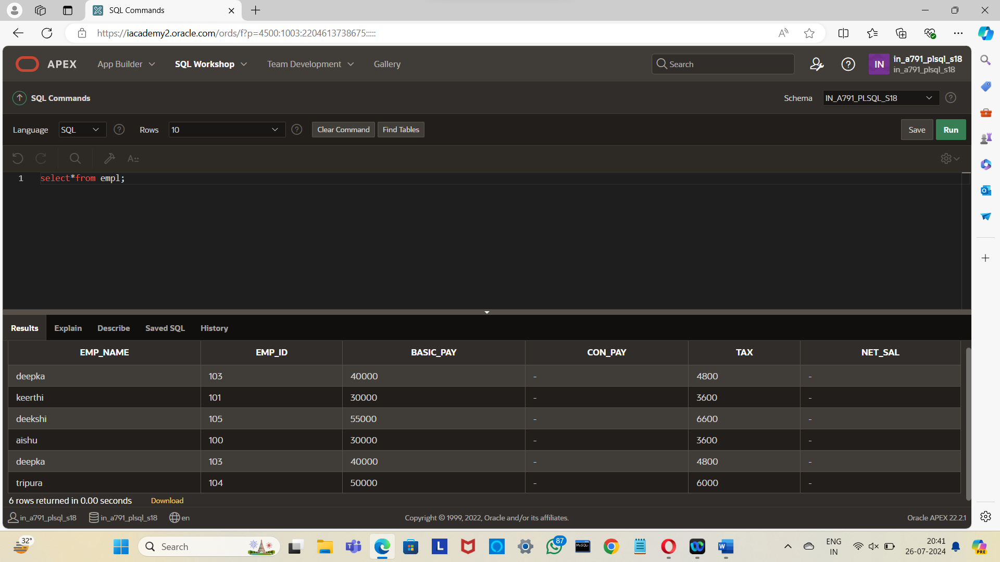 SQL Commands
https://iacademy2.oracle.com/ords/f?p=4500:1003:2204613738675:::::
APEX App Builder SQL Workshop Team Development Gallery Search IN in_a791_plsql_s18
in_a791_plsql_s18
SQL Commands Schema IN_A791_PLSQL_S18
Language SQL Rows 10 Clear Command Find Tables Save Run
1 select*from empl;
Results Explain Describe Saved SQL History
EMP_NAME EMP_ID BASIC_PAY CON_PAY TAX NET_SAL
deepka 103 40000 - 4800 -
keerthi 101 30000 - 3600 -
deekshi 105 55000 - 6600 -
aishu 100 30000 - 3600 -
deepka 103 40000 - 4800 -
tripura 104 50000 - 6000 -
6 rows returned in 0.00 seconds Download
in_a791_plsql_s18 in_a791_plsql_s18 en Copyright © 1999, 2022, Oracle and/or its affiliates. Oracle APEX 22.2.1
32° Search L 87 MySQL W ENG 20:41 PRE
IN 26-07-2024